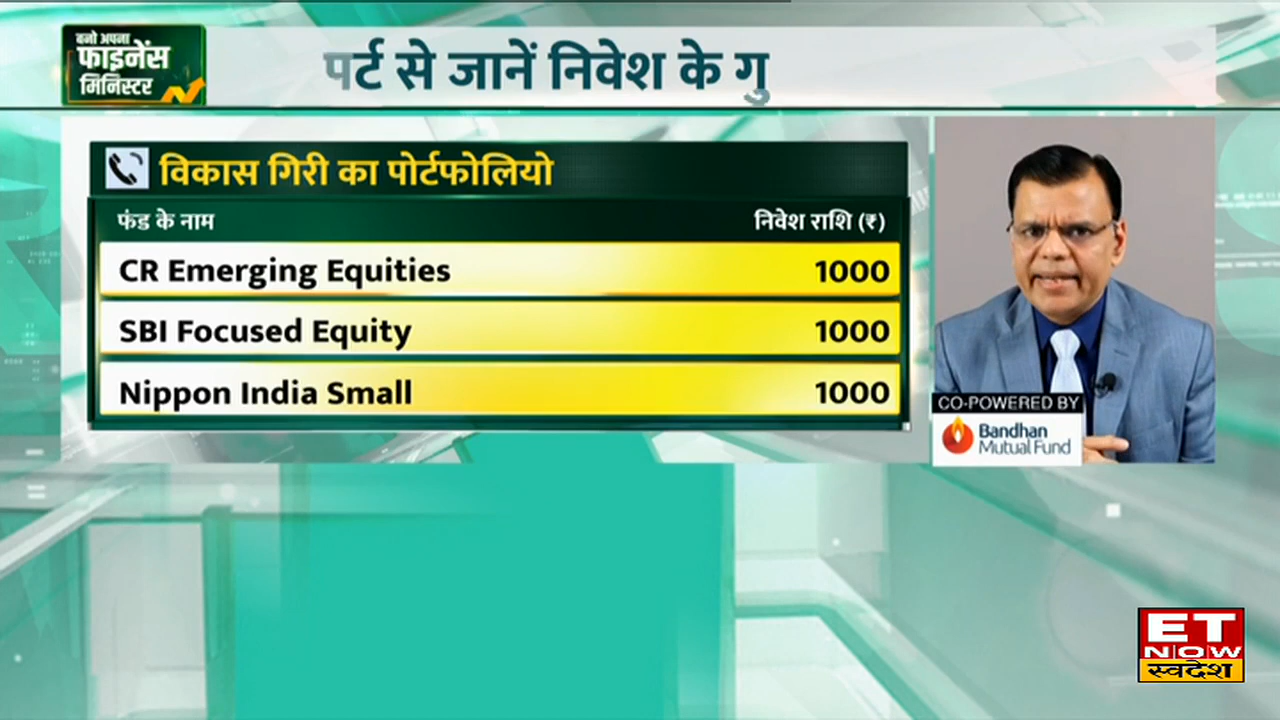 बनो अपना
फाइनेंस
मिनिस्टर
पर्ट से जानें निवेश के गु
विकास गिरी का पोर्टफोलियो
फंड के नाम निवेश राशि (₹)
CR Emerging Equities 1000
SBI Focused Equity 1000
Nippon India Small 1000
CO-POWERED BY
Bandhan
Mutual Fund
ET
NOW
स्वदेश